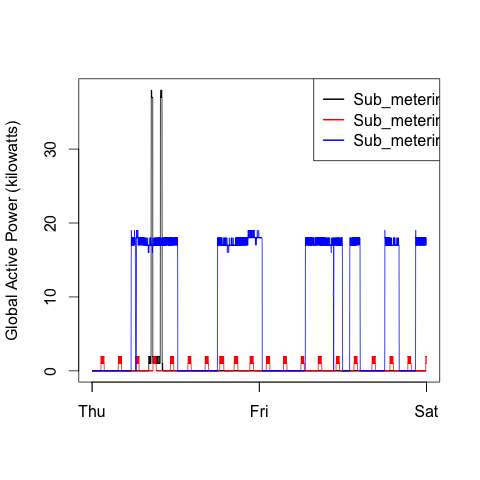 Sub_meterin
Sub_meterin
Sub_meterin
Global Active Power (kilowatts)
30
20
10
0
Thu Fri Sat